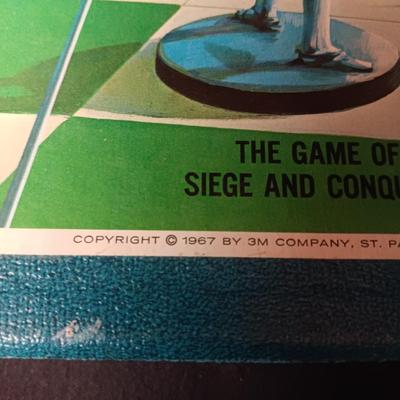 THE GAME OF
SIEGE AND CONQU
COPYRIGHT © 1967 BY 3M COMPANY, ST. PA